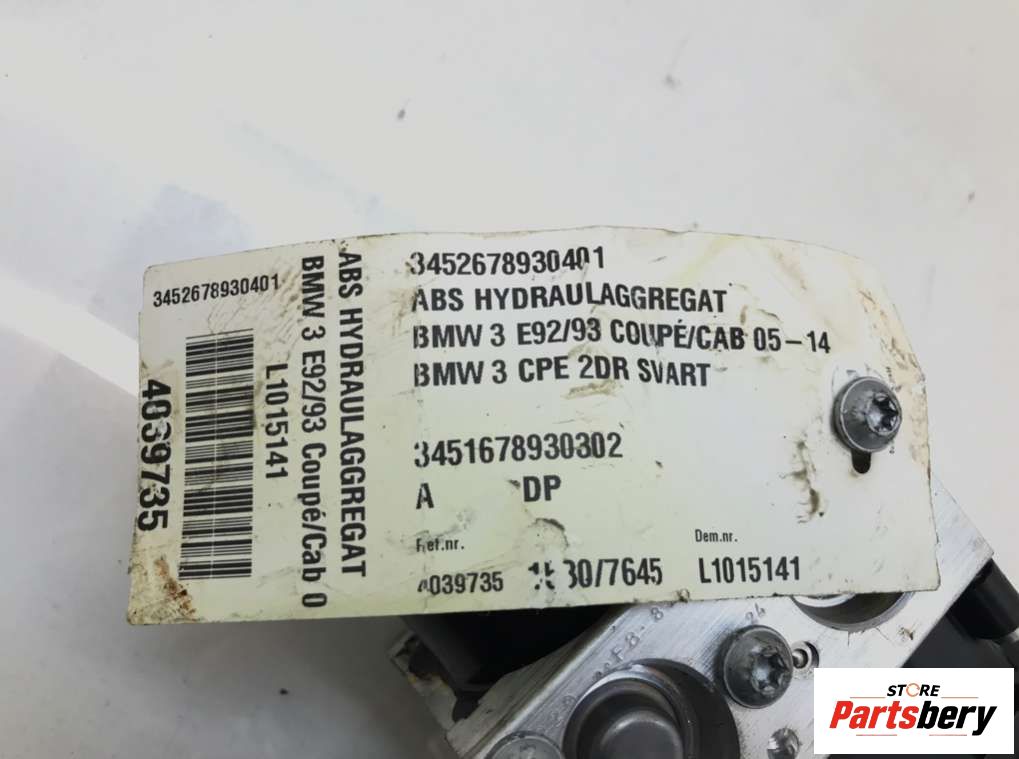 3452678930401
4039735
L1015141
BMW 3 E92/93 Coupé/Cab 0
ABS HYDRAULAGGREGAT
3452678930401
ABS HYDRAULAGGREGAT
BMW 3 E92/93 COUPÉ/CAB 05-14
BMW 3 CPE 2DR SVART
3451678930302
A DP
Ref.nr. Dem.nr.
4039735 L1015141
STORE
Partsbery